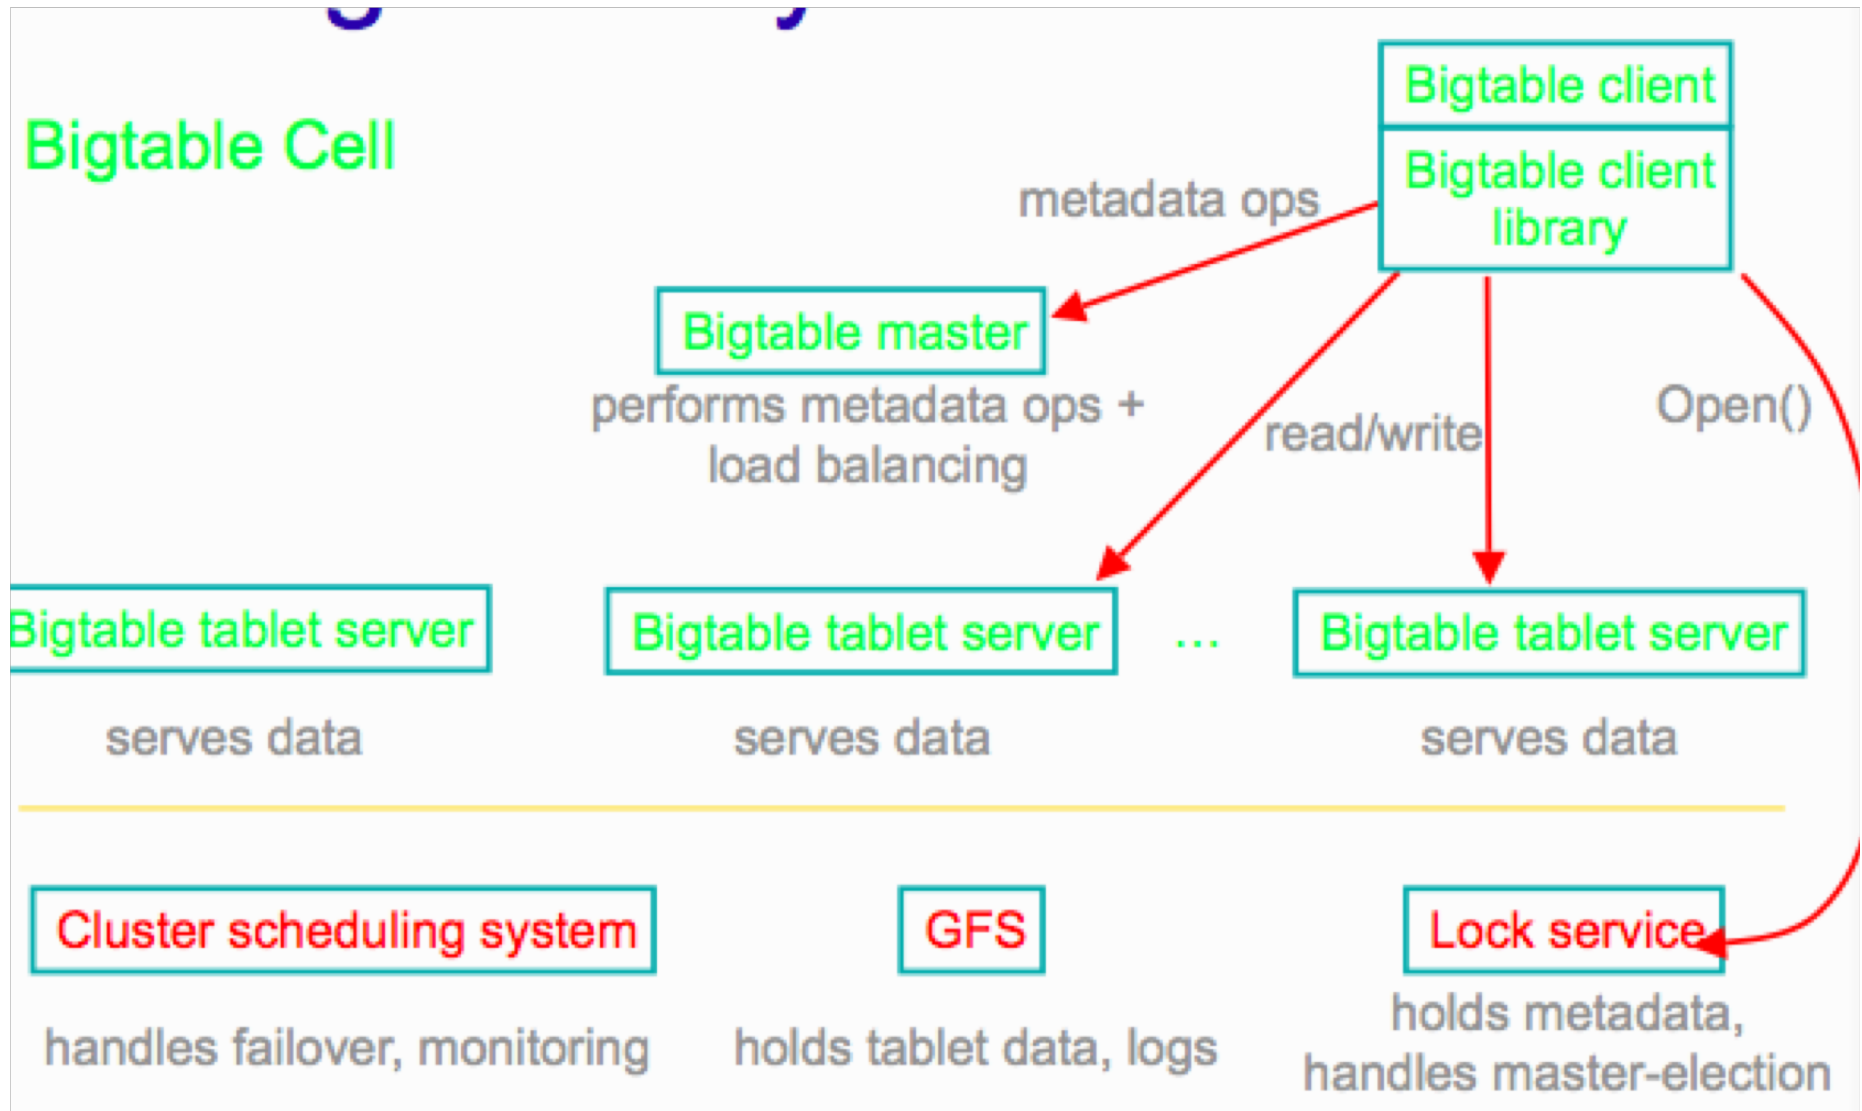 Bigtable Cell
Bigtable client
Bigtable client
library
metadata ops
Bigtable master
performs metadata ops +
load balancing
read/write
Open()
Bigtable tablet server
Bigtable tablet server
...
Bigtable tablet server
serves data
serves data
serves data
Cluster scheduling system
GFS
Lock service
handles failover, monitoring
holds tablet data, logs
holds metadata,
handles master-election